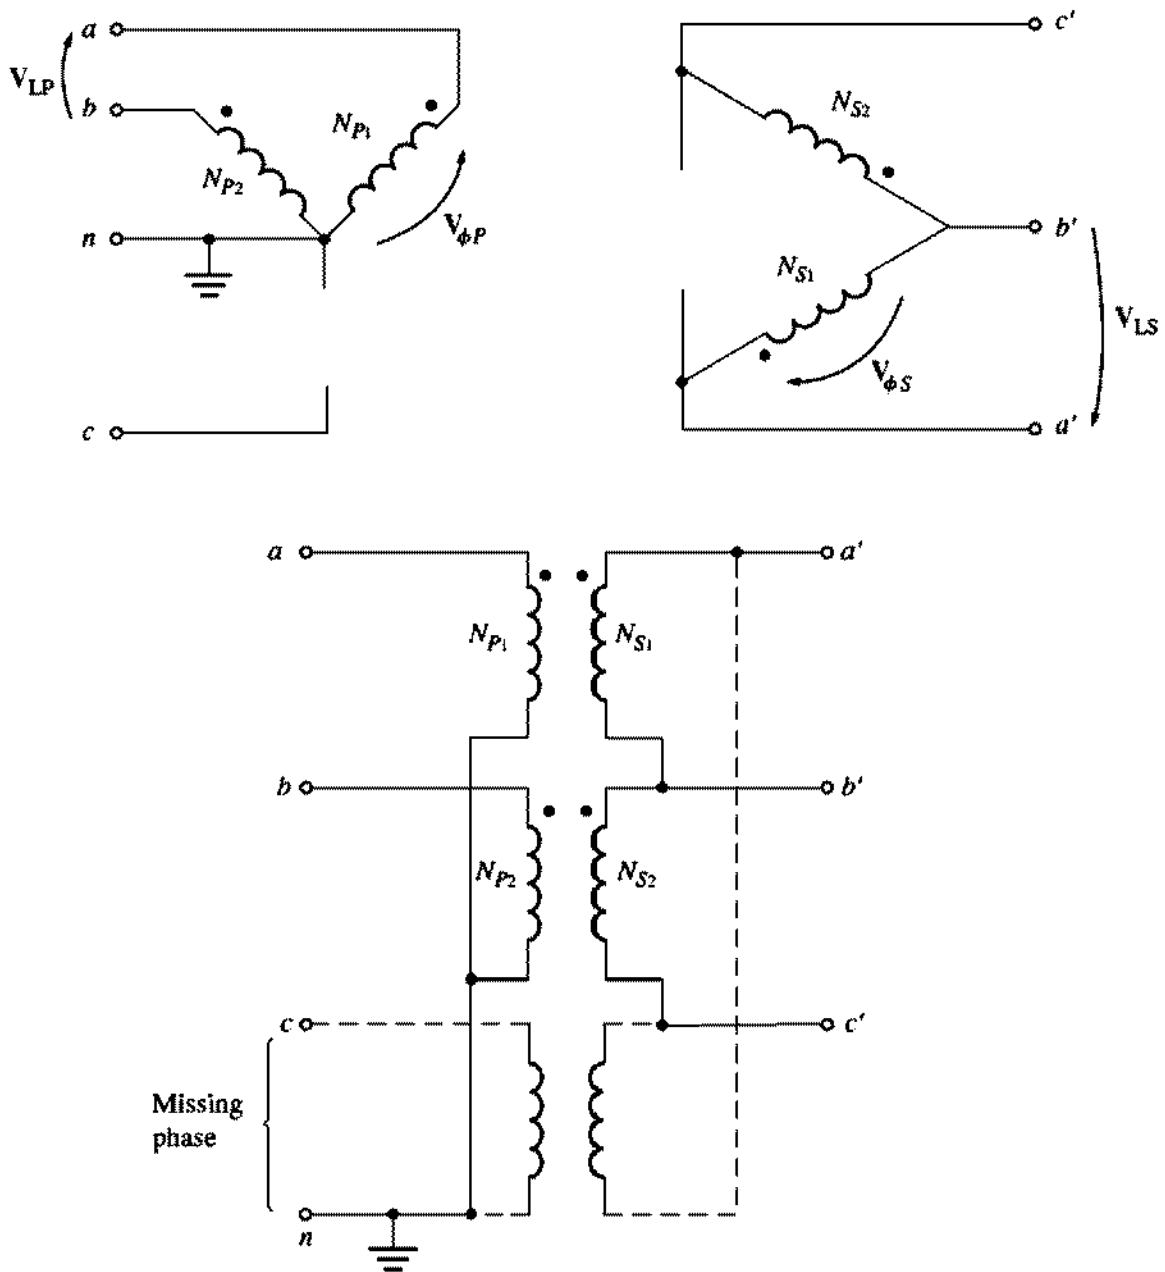 a
V_LP
b
N_P1
N_P2
n
V_ϕP
c
c'
N_S2
b'
N_S1
V_LS
V_ϕS
a'
a
a'
N_P1
N_S1
b
b'
N_P2
N_S2
c
c'
Missing
phase
n